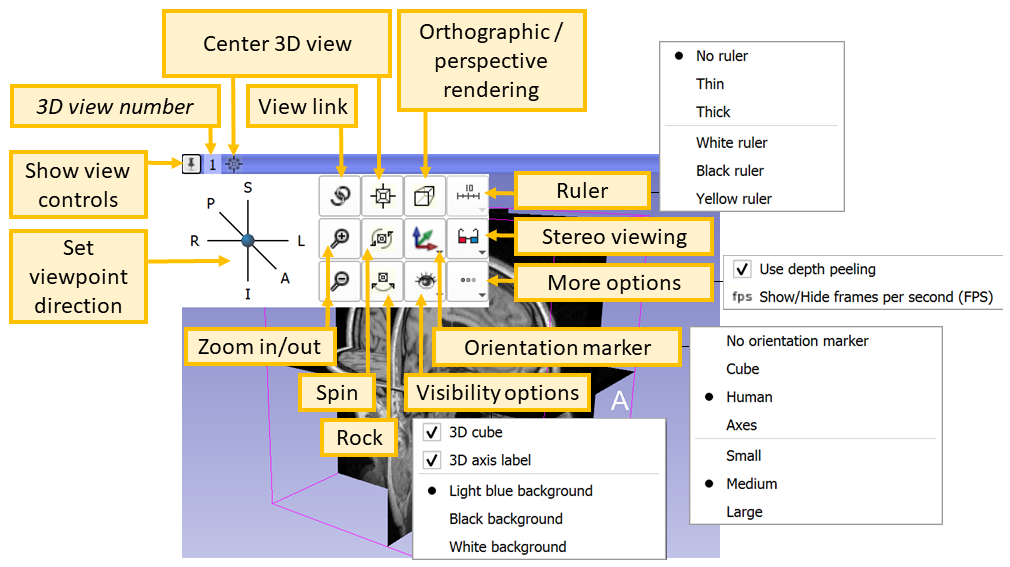 Center 3D view
Orthographic /
perspective
rendering
3D view number
View link
No ruler
Thin
Thick
White ruler
Black ruler
Yellow ruler
Show view
controls
1
Ruler
S
P
R
L
A
I
10
Set
viewpoint
direction
Stereo viewing
More options
Use depth peeling
fps Show/Hide frames per second (FPS)
Zoom in/out
Orientation marker
Spin
Visibility options
Rock
A
No orientation marker
Cube
Human
Axes
Small
Medium
Large
3D cube
3D axis label
Light blue background
Black background
White background